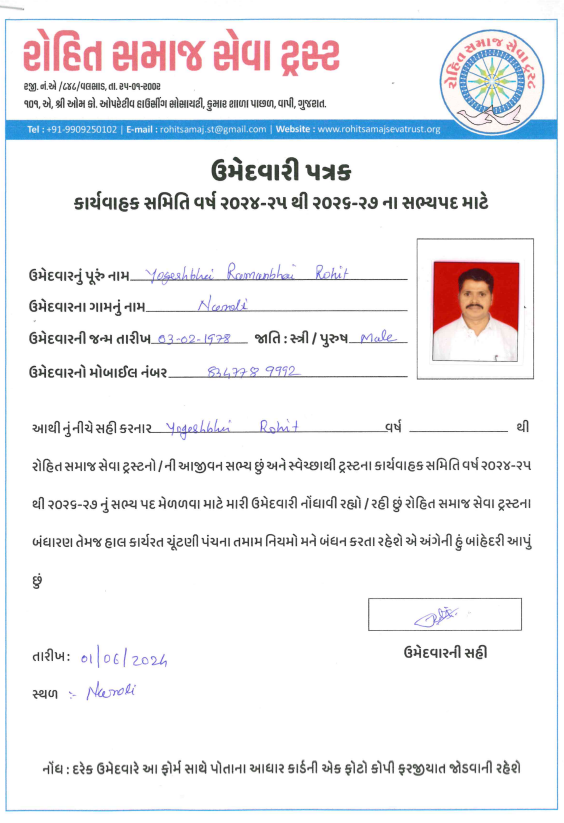 રોહિત સમાજ સેવા ટ્રસ્ટ
રજી. નં.એ /૮૪૮/વલસાડ, તા. ૨૫-૦૧-૨૦૦૨
૧૦૧, એ, શ્રી ઓમ કો. ઓપરેટીવ હાઉસીંગ સોસાયટી, કુમાર શાળા પાછળ, વાપી, ગુજરાત.
રોહિત સમાજ સેવા ટ્રસ્ટ
Tel : +91-9909250102 | E-mail : rohitsamaj.st@gmail.com | Website : www.rohitsamajsevatrust.org
ઉમેદવારી પત્રક
કાર્યવાહક સમિતિ વર્ષ ૨૦૨૪-૨૫ થી ૨૦૨૬-૨૭ ના સભ્યપદ માટે
ઉમેદવારનું પૂરું નામ Yogeshbhai Ramanbhai Rohit
ઉમેદવારના ગામનું નામ Naroli
ઉમેદવારની જન્મ તારીખ 03-02-1978 જાતિ : સ્ત્રી / પુરુષ Male
ઉમેદવારનો મોબાઈલ નંબર 834778 9992
આથી નું નીચે સહી કરનાર Yogeshbhai Rohit વર્ષ થી
રોહિત સમાજ સેવા ટ્રસ્ટનો / ની આજીવન સભ્ય છું અને સ્વેચ્છાથી ટ્રસ્ટના કાર્યવાહક સમિતિ વર્ષ ૨૦૨૪-૨૫
થી ૨૦૨૬-૨૭ નું સભ્ય પદ મેળળવા માટે મારી ઉમેદવારી નોંધાવી રહ્યો / રહી છું રોહિત સમાજ સેવા ટ્રસ્ટના
બંધારણ તેમજ હાલ કાર્યરત ચૂંટણી પંચના તમામ નિયમો મને બંધન કરતા રહેશે એ અંગેની હું બાંહેદરી આપું
છું
તારીખ : 01/06/2024
ઉમેદવારની સહી
સ્થળ :- Naroli
નોંધ : દરેક ઉમેદવારે આ ફોર્મ સાથે પોતાના આધાર કાર્ડની એક ફોટો કોપી ફરજીયાત જોડવાની રહેશે